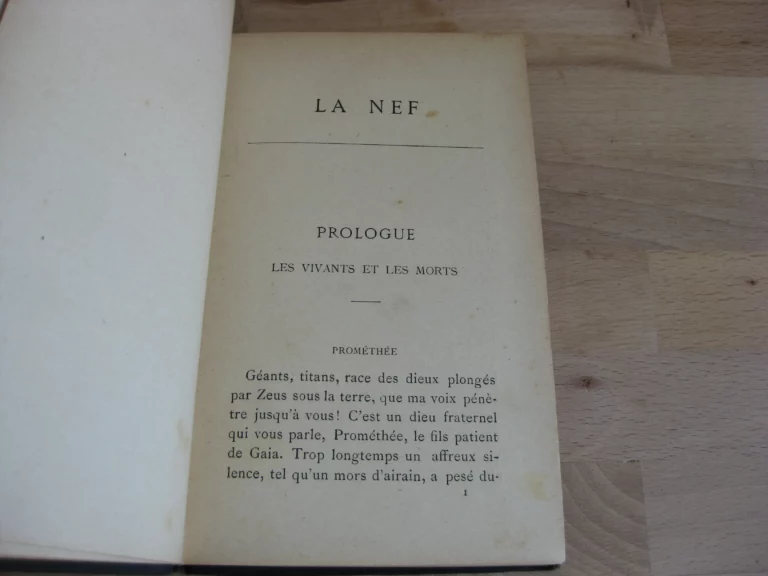 LA NEF
PROLOGUE
LES VIVANTS ET LES MORTS
PROMÉTHÉE
Géants, titans, race des dieux plongés
par Zeus sous la terre, que ma voix pénè-
tre jusqu'à vous! C'est un dieu fraternel
qui vous parle, Prométhée, le fils patient
de Gaia. Trop longtemps un affreux si-
lence, tel qu'un mors d'airain, a pesé du-
1